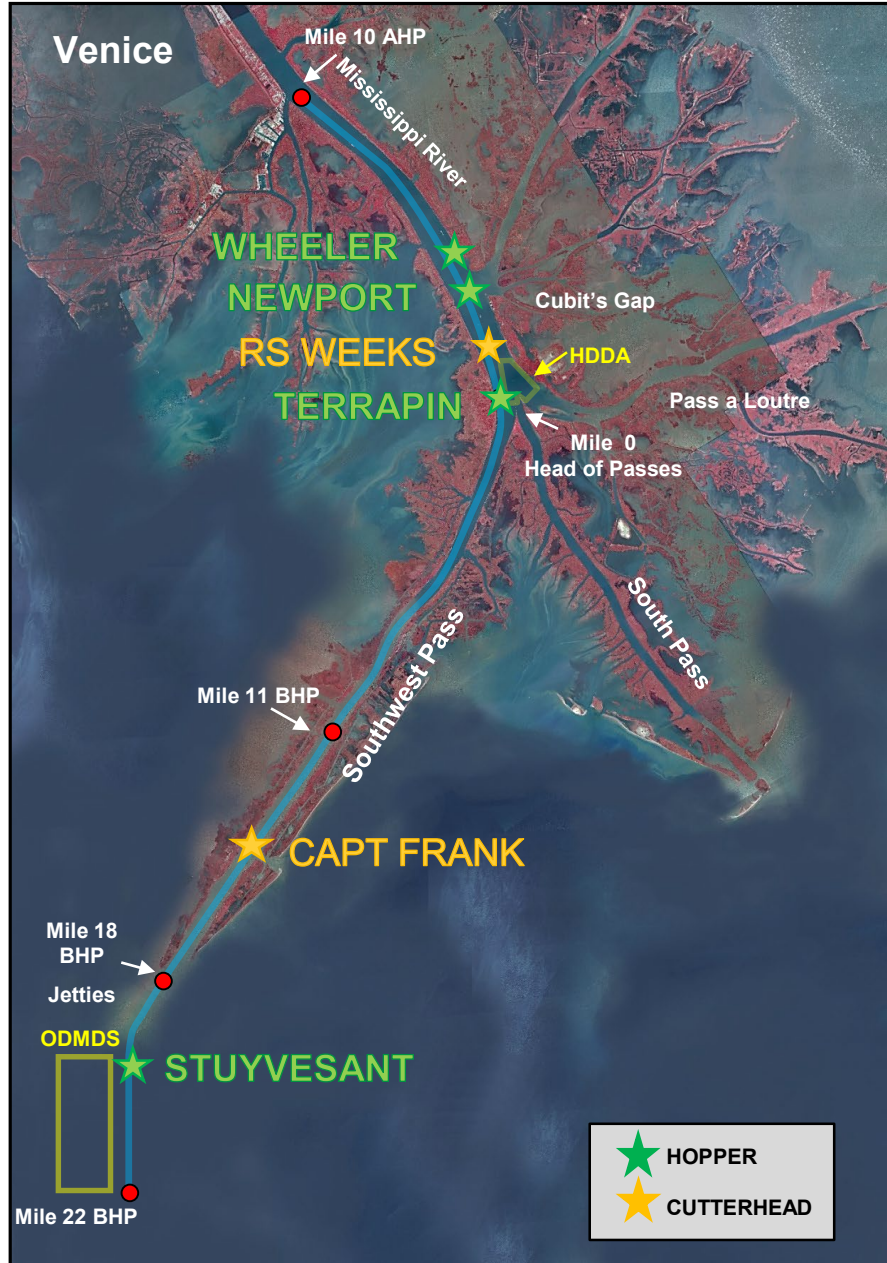 Venice
Mile 10 AHP
Mississippi River
WHEELER
NEWPORT
Cubit's Gap
RS WEEKS
HDDA
TERRAPIN
Pass a Loutre
Mile 0
Head of Passes
South Pass
Southwest Pass
Mile 11 BHP
CAPT FRANK
Mile 18
BHP
Jetties
ODMDS
STUYVESANT
Mile 22 BHP
HOPPER
CUTTERHEAD